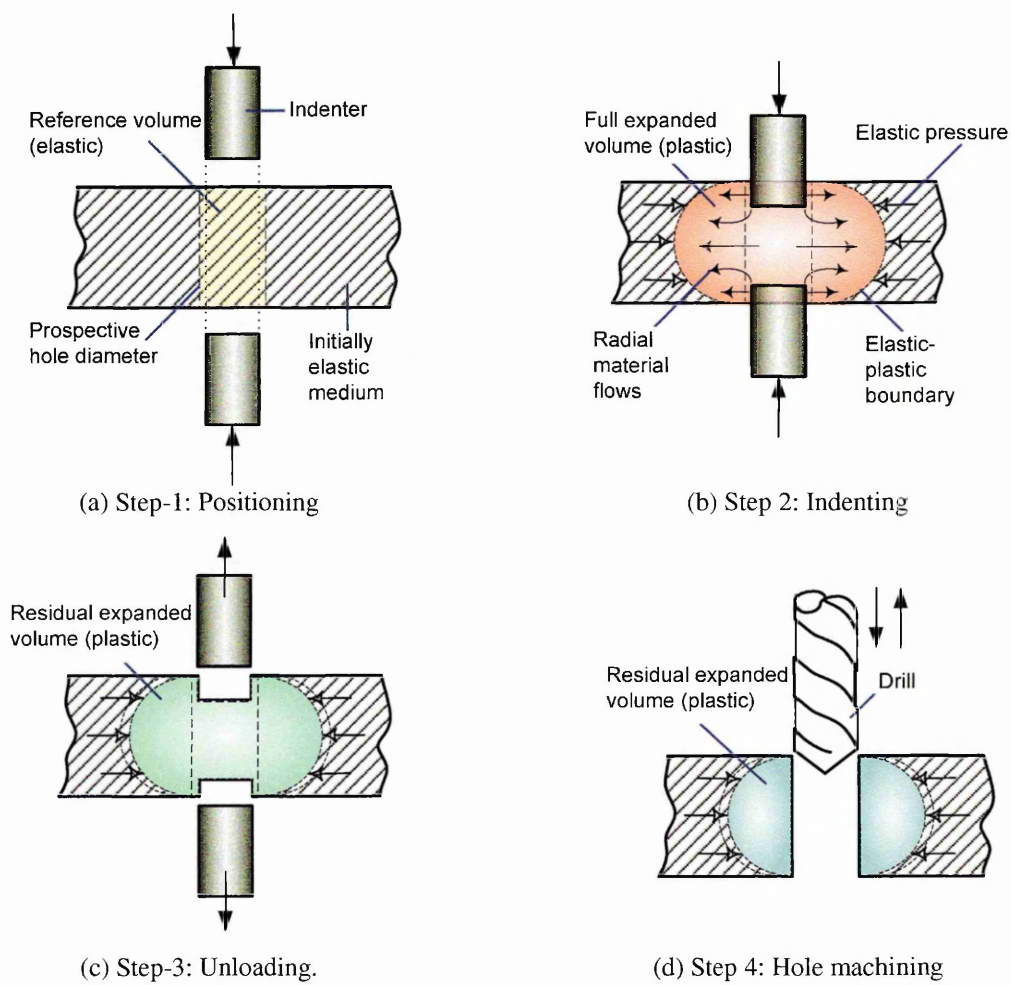 Reference volume
(elastic)
Indenter
Prospective
hole diameter
Initially
elastic
medium
(a) Step-1: Positioning
Full expanded
volume (plastic)
Elastic pressure
Radial
material
flows
Elastic-
plastic
boundary
(b) Step 2: Indenting
Residual expanded
volume (plastic)
(c) Step-3: Unloading.
Residual expanded
volume (plastic)
Drill
(d) Step 4: Hole machining